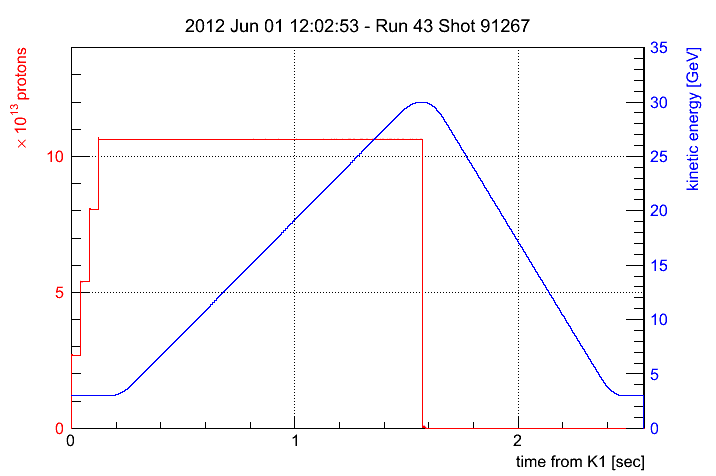 2012 Jun 01 12:02:53 - Run 43 Shot 91267
× 10¹³ protons
10
5
0
35
30
25
20
15
10
5
0
kinetic energy [GeV]
0 1 2
time from K1 [sec]